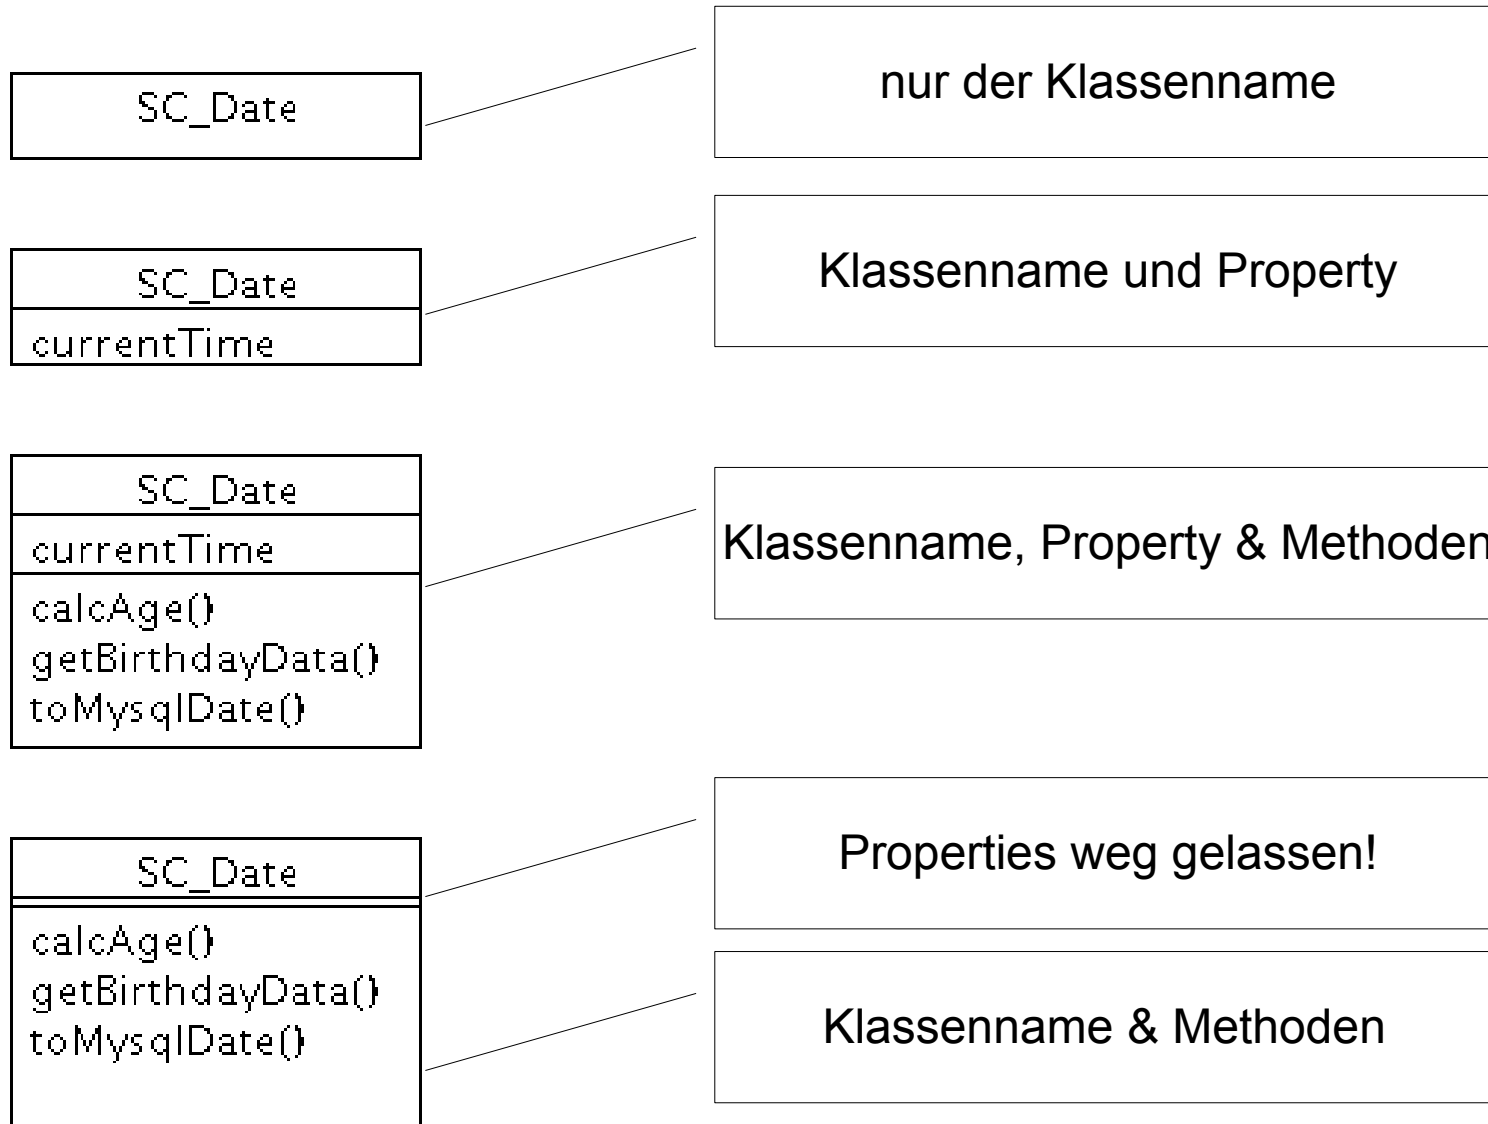 SC_Date
nur der Klassenname
SC_Date
currentTime
Klassenname und Property
SC_Date
currentTime
calcAge()
getBirthdayData()
toMysqlDate()
Klassenname, Property & Methoden
SC_Date
calcAge()
getBirthdayData()
toMysqlDate()
Properties weg gelassen!
Klassenname & Methoden